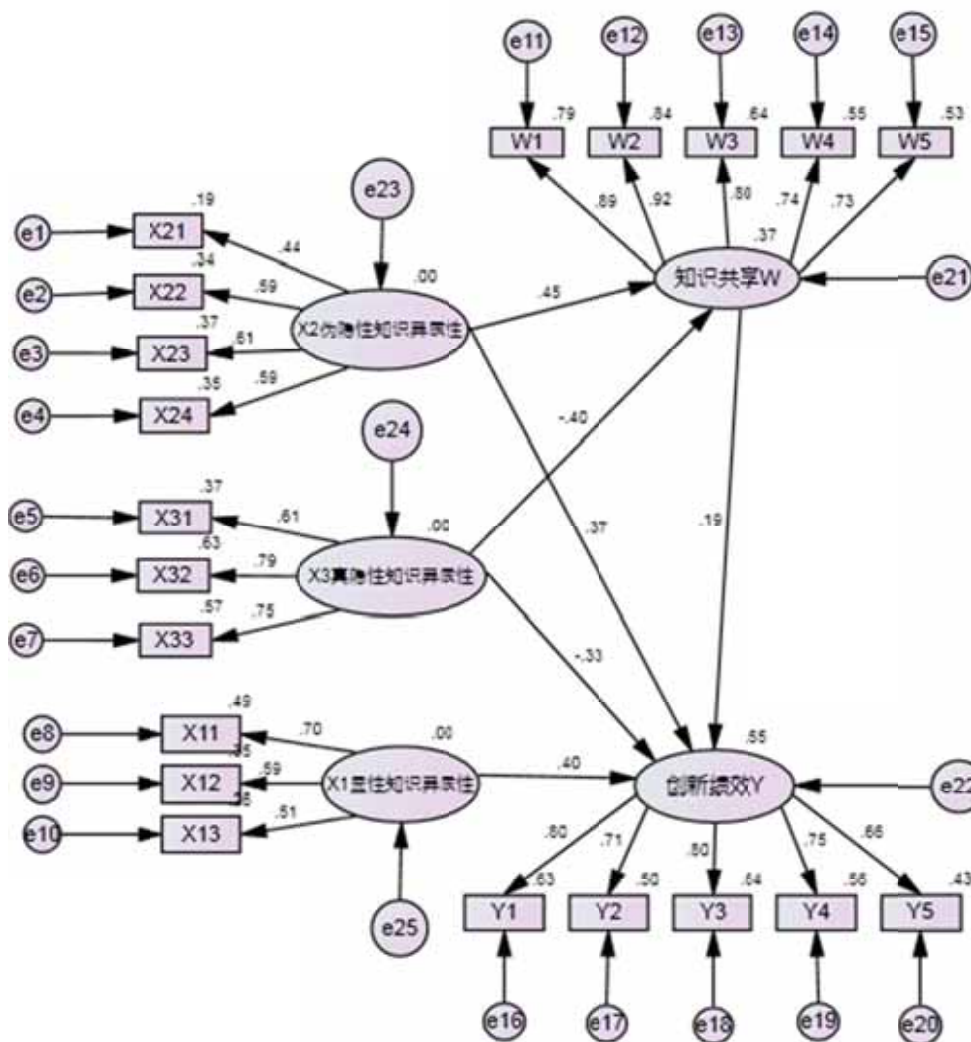 e11 e12 e13 e14 e15
.79 .84 .64 .55 .53
W1 W2 W3 W4 W5
.89 .92 .80 .74 .73
.37
知识共享W
e21
e23
.19
e1 X21
.44
.00
.34
e2 X22
.59
X2伪隐性知识异质性
.45
.37
e3 X23
.61
.35
.59
e4 X24
e24
-.40
.37
e5 X31
.61
.00
.37
.19
.63
e6 X32
.79
X3真隐性知识异质性
.57
.75
e7 X33
-.33
.49
e8 X11
.70
.00
.55
e9 X12
.59
X1显性知识异质性
.40
创新绩效Y
e22
e10 X13
.51
e25
.80 .71 .80 .75 .66
.63 .50 .64 .56 .43
Y1 Y2 Y3 Y4 Y5
e16 e17 e18 e19 e20